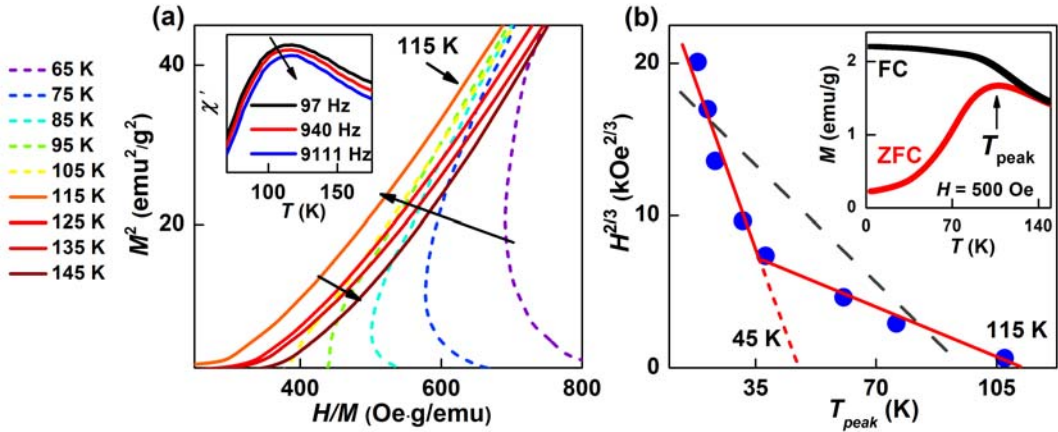 (a)
65 K
75 K
85 K
95 K
105 K
115 K
125 K
135 K
145 K
M² (emu²/g²)
40
20
400
600
800
H/M (Oe·g/emu)
115 K
χ'
97 Hz
940 Hz
9111 Hz
100
150
T (K)
(b)
H^2/3 (kOe^2/3)
20
10
0
35
70
105
T_peak (K)
45 K
115 K
M (emu/g)
2
1
0
FC
ZFC
T_peak
H = 500 Oe
0
70
140
T (K)